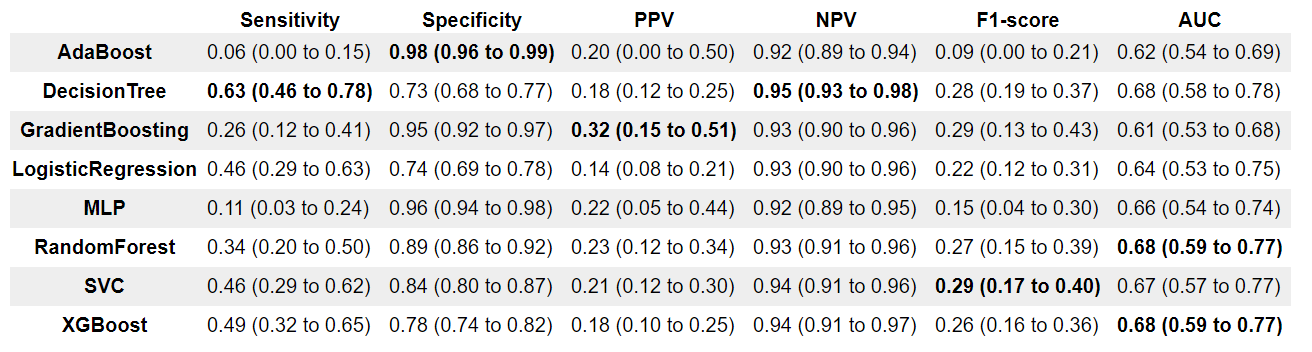 Sensitivity Specificity PPV NPV F1-score AUC
AdaBoost 0.06 (0.00 to 0.15) 0.98 (0.96 to 0.99) 0.20 (0.00 to 0.50) 0.92 (0.89 to 0.94) 0.09 (0.00 to 0.21) 0.62 (0.54 to 0.69)
DecisionTree 0.63 (0.46 to 0.78) 0.73 (0.68 to 0.77) 0.18 (0.12 to 0.25) 0.95 (0.93 to 0.98) 0.28 (0.19 to 0.37) 0.68 (0.58 to 0.78)
GradientBoosting 0.26 (0.12 to 0.41) 0.95 (0.92 to 0.97) 0.32 (0.15 to 0.51) 0.93 (0.90 to 0.96) 0.29 (0.13 to 0.43) 0.61 (0.53 to 0.68)
LogisticRegression 0.46 (0.29 to 0.63) 0.74 (0.69 to 0.78) 0.14 (0.08 to 0.21) 0.93 (0.90 to 0.96) 0.22 (0.12 to 0.31) 0.64 (0.53 to 0.75)
MLP 0.11 (0.03 to 0.24) 0.96 (0.94 to 0.98) 0.22 (0.05 to 0.44) 0.92 (0.89 to 0.95) 0.15 (0.04 to 0.30) 0.66 (0.54 to 0.74)
RandomForest 0.34 (0.20 to 0.50) 0.89 (0.86 to 0.92) 0.23 (0.12 to 0.34) 0.93 (0.91 to 0.96) 0.27 (0.15 to 0.39) 0.68 (0.59 to 0.77)
SVC 0.46 (0.29 to 0.62) 0.84 (0.80 to 0.87) 0.21 (0.12 to 0.30) 0.94 (0.91 to 0.96) 0.29 (0.17 to 0.40) 0.67 (0.57 to 0.77)
XGBoost 0.49 (0.32 to 0.65) 0.78 (0.74 to 0.82) 0.18 (0.10 to 0.25) 0.94 (0.91 to 0.97) 0.26 (0.16 to 0.36) 0.68 (0.59 to 0.77)